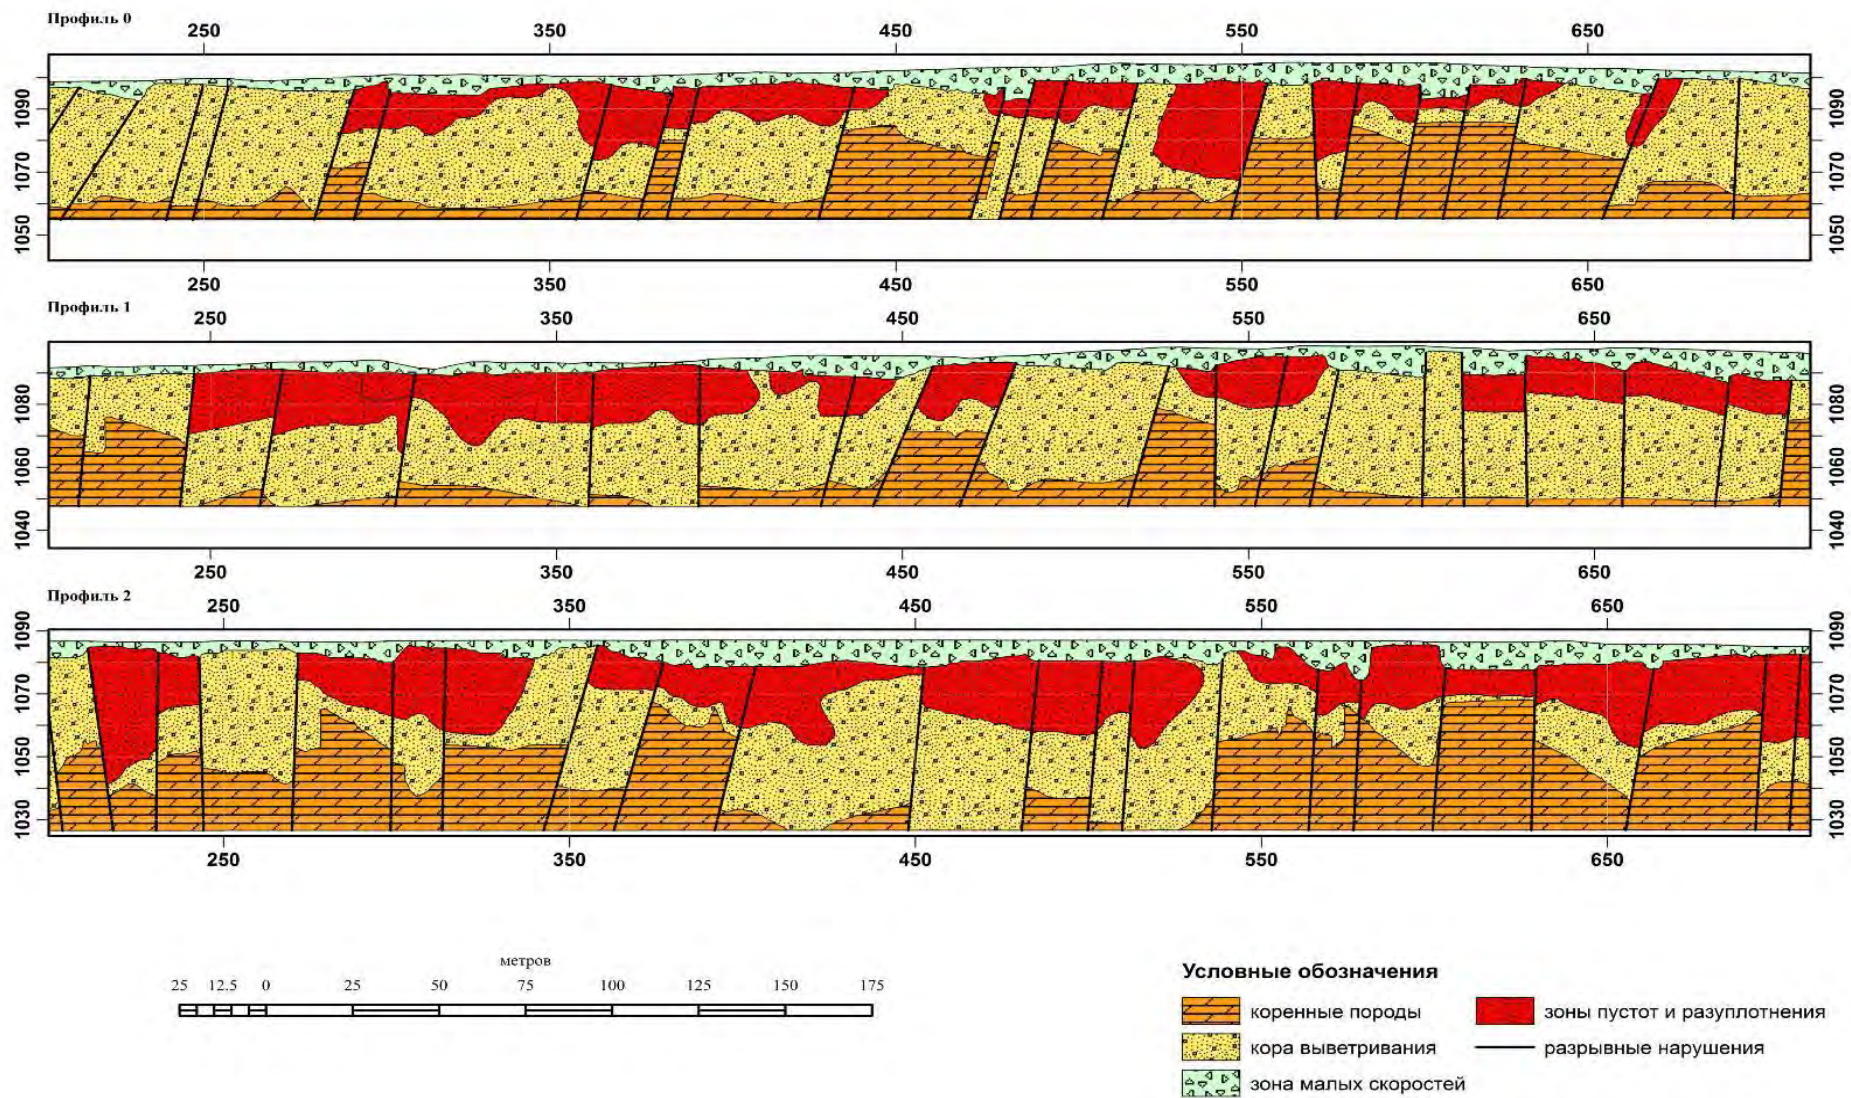 Профиль 0
250 350 450 550 650
1090 1070 1050
1090 1070 1050
250 350 450 550 650
Профиль 1
250 350 450 550 650
1080 1060 1040
1080 1060 1040
250 350 450 550 650
Профиль 2
250 350 450 550 650
1090 1070 1050 1030
1090 1070 1050 1030
250 350 450 550 650
метров
25 12.5 0 25 50 75 100 125 150 175
Условные обозначения
коренные породы
зоны пустот и разуплотнения
кора выветривания
разрывные нарушения
зона малых скоростей